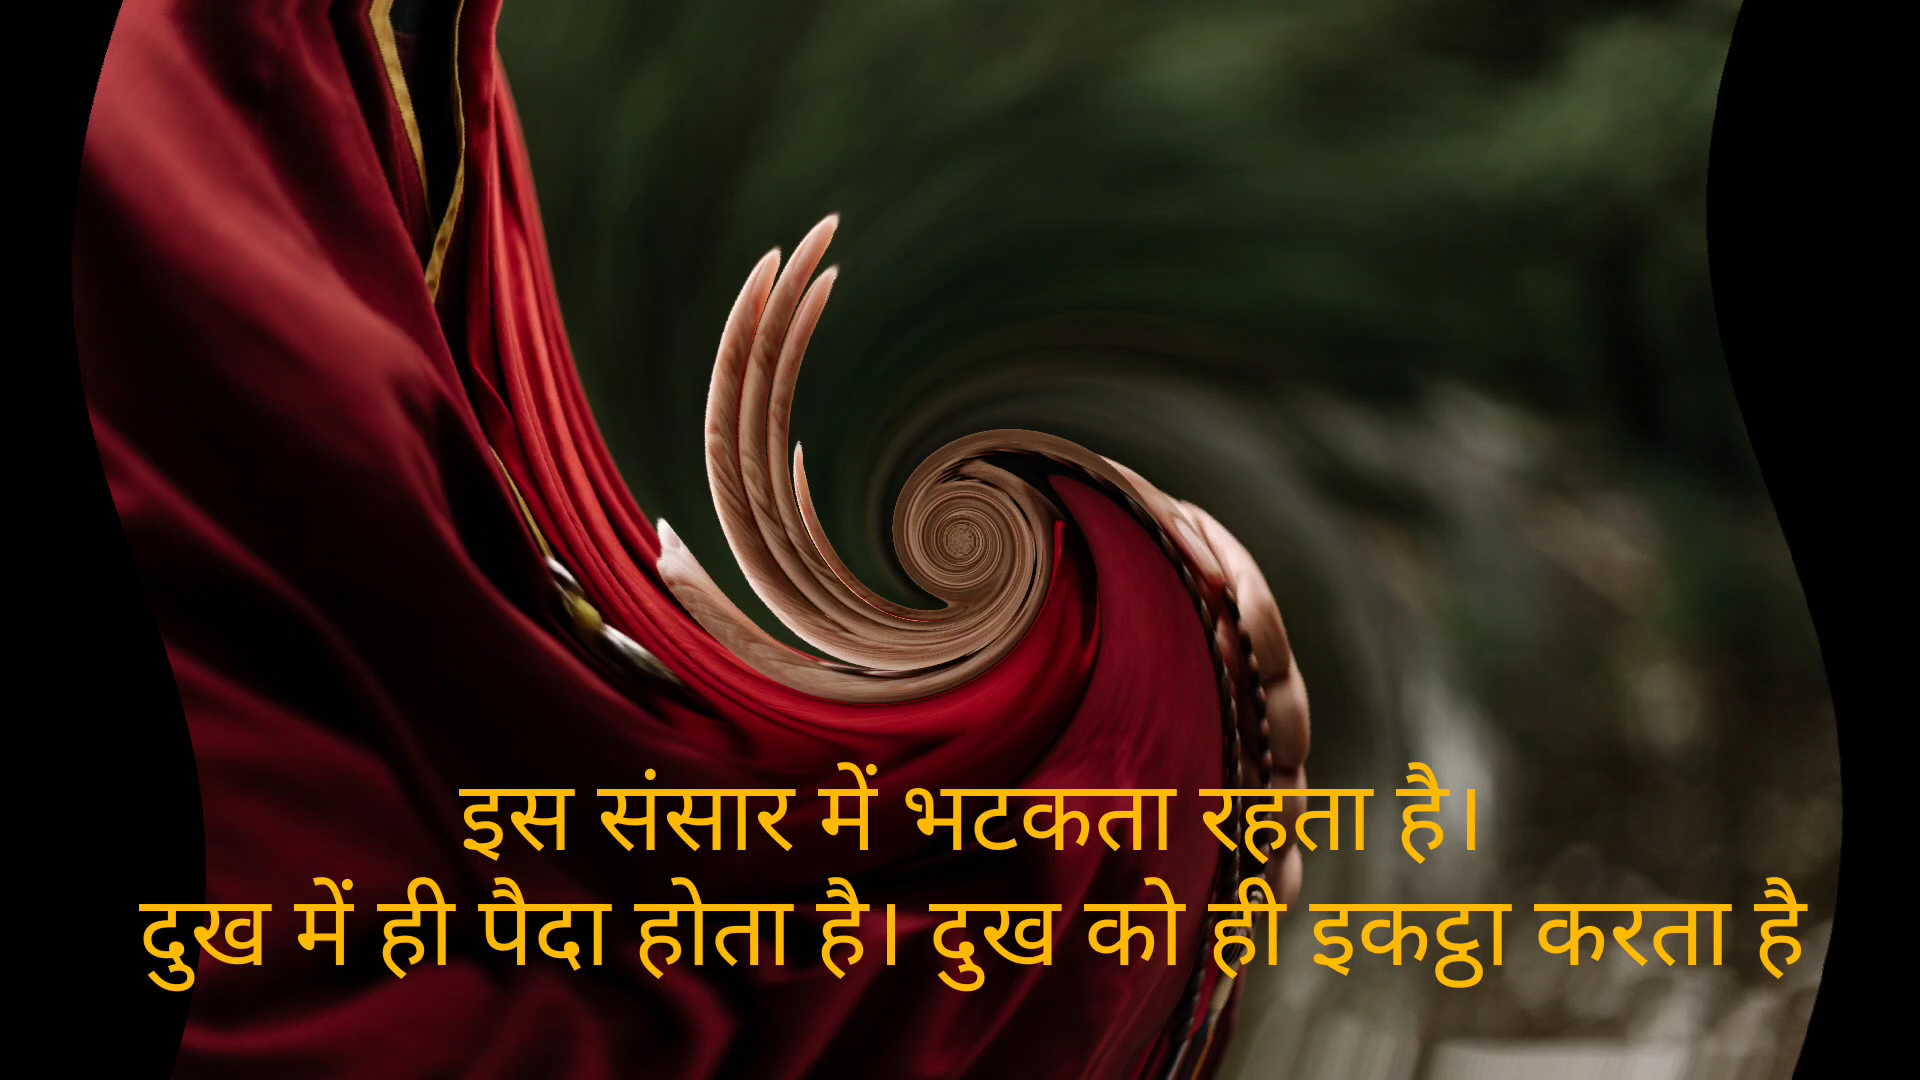 इस संसार में भटकता रहता है।
दुख में ही पैदा होता है। दुख को ही इकट्ठा करता है